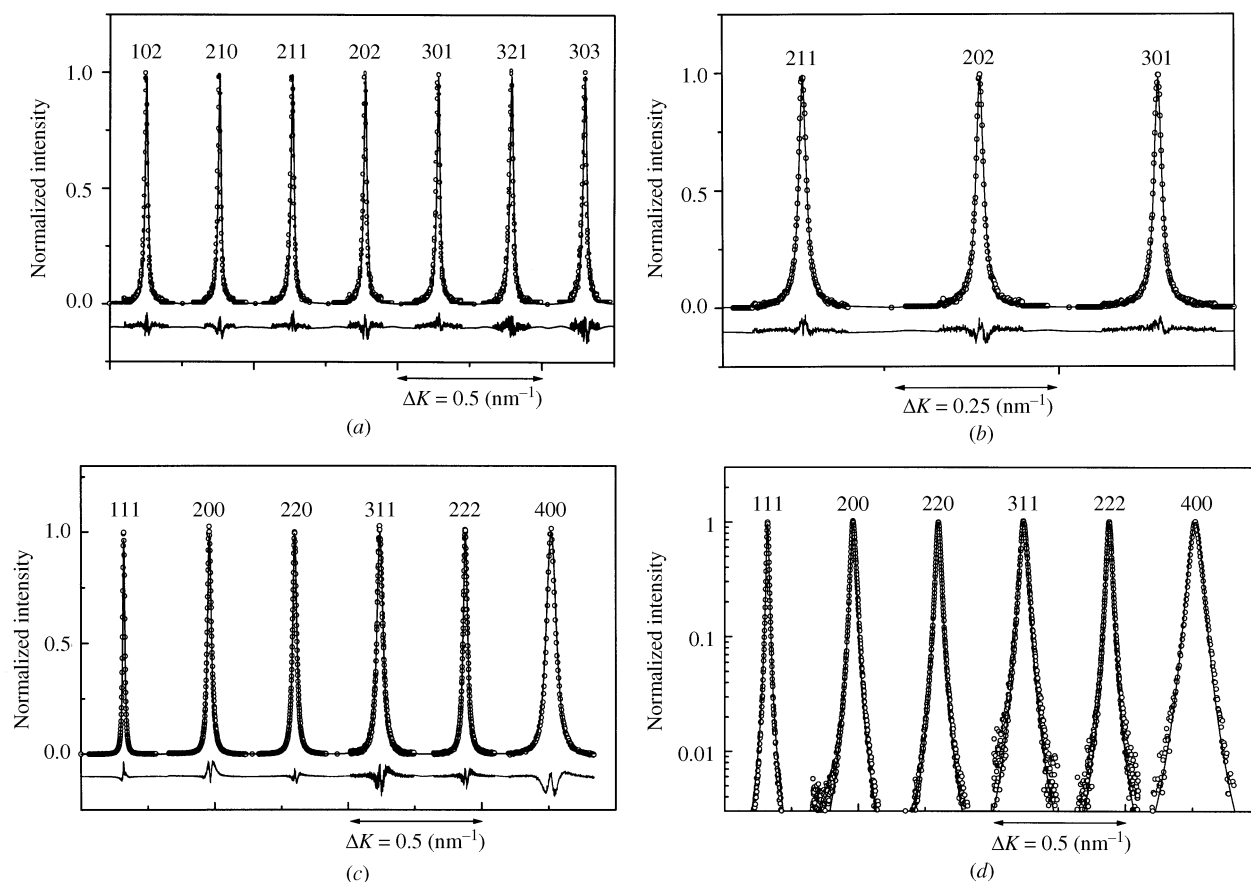 102 210 211 202 301 321 303
1.0
0.5
0.0
Normalized intensity
ΔK = 0.5 (nm⁻¹)
(a)
211 202 301
1.0
0.5
0.0
Normalized intensity
ΔK = 0.25 (nm⁻¹)
(b)
111 200 220 311 222 400
1.0
0.5
0.0
Normalized intensity
ΔK = 0.5 (nm⁻¹)
(c)
111 200 220 311 222 400
1
0.1
0.01
Normalized intensity
ΔK = 0.5 (nm⁻¹)
(d)